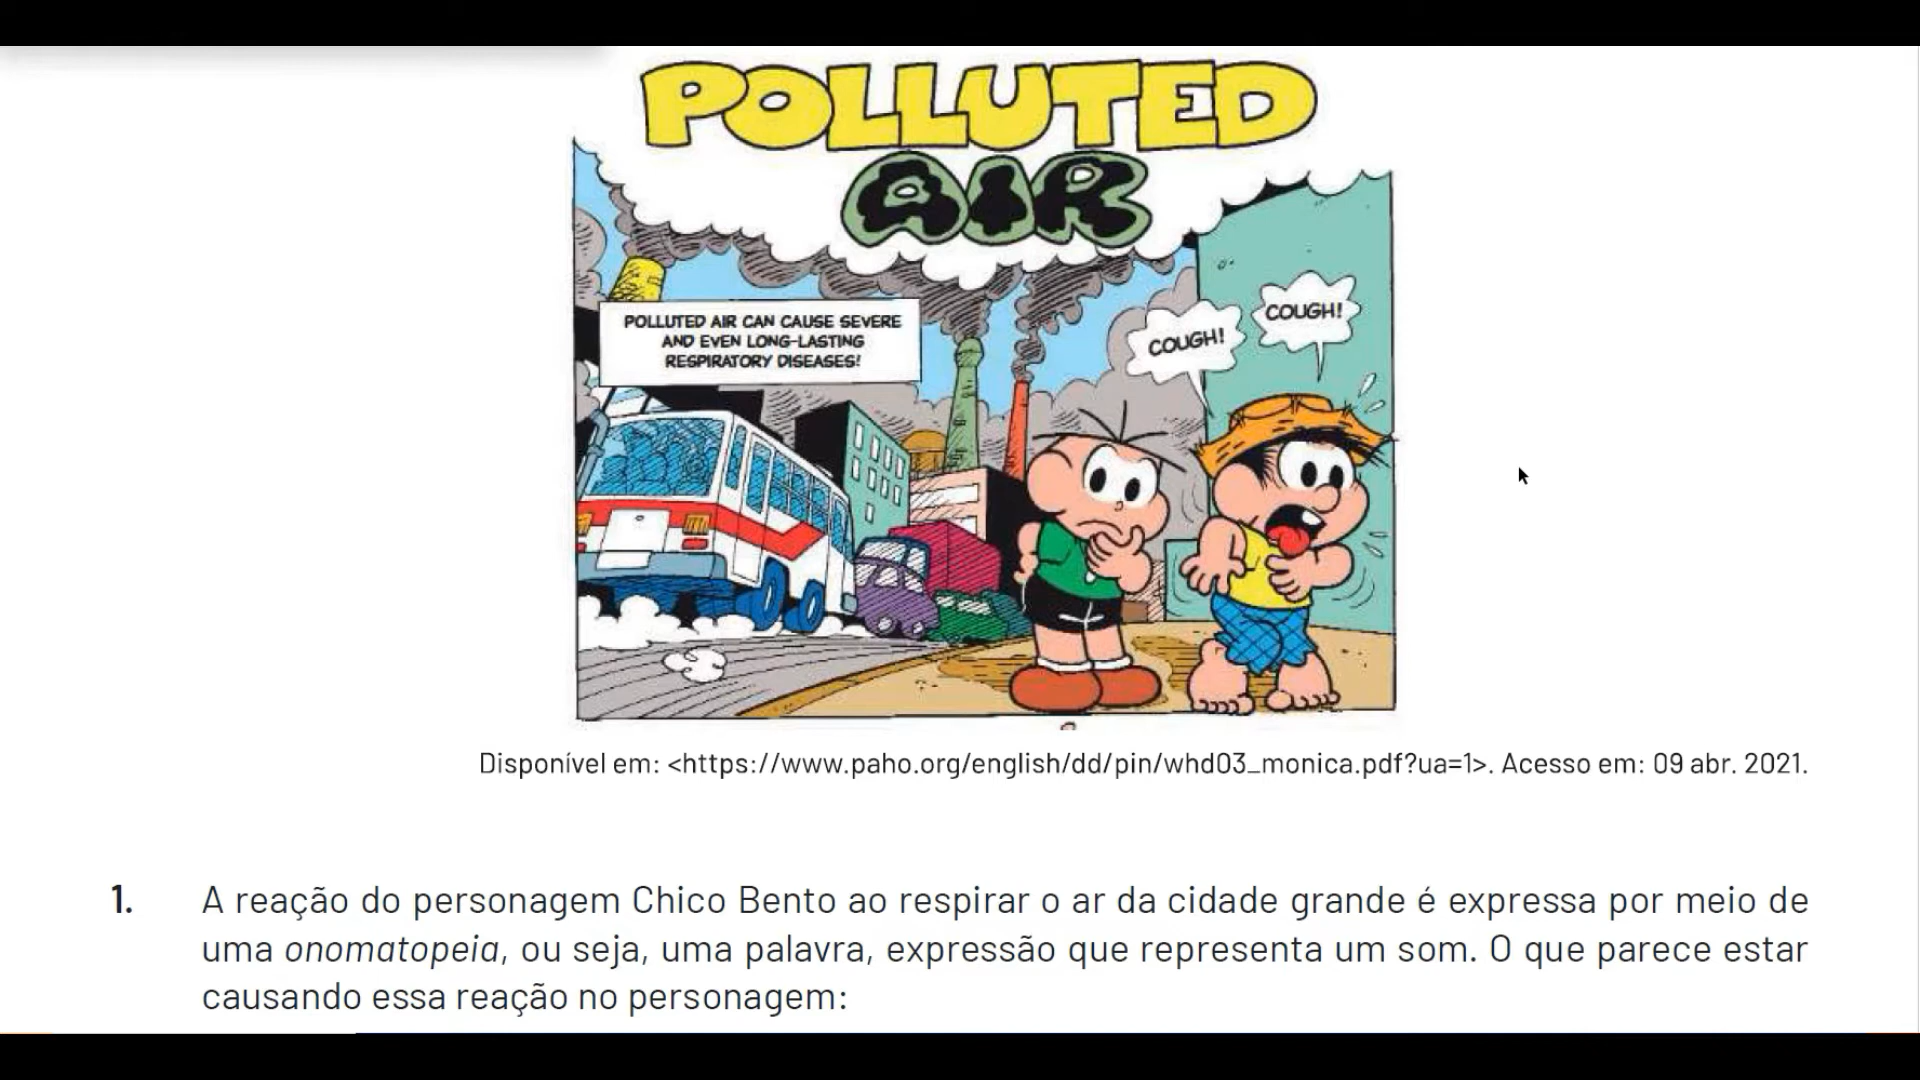 POLLUTED
AIR
POLLUTED AIR CAN CAUSE SEVERE
AND EVEN LONG-LASTING
RESPIRATORY DISEASES!
COUGH!
COUGH!
Disponível em: <https://www.paho.org/english/dd/pin/whd03_monica.pdf?ua=1>. Acesso em: 09 abr. 2021.
1. A reação do personagem Chico Bento ao respirar o ar da cidade grande é expressa por meio de
uma onomatopeia, ou seja, uma palavra, expressão que representa um som. O que parece estar
causando essa reação no personagem: